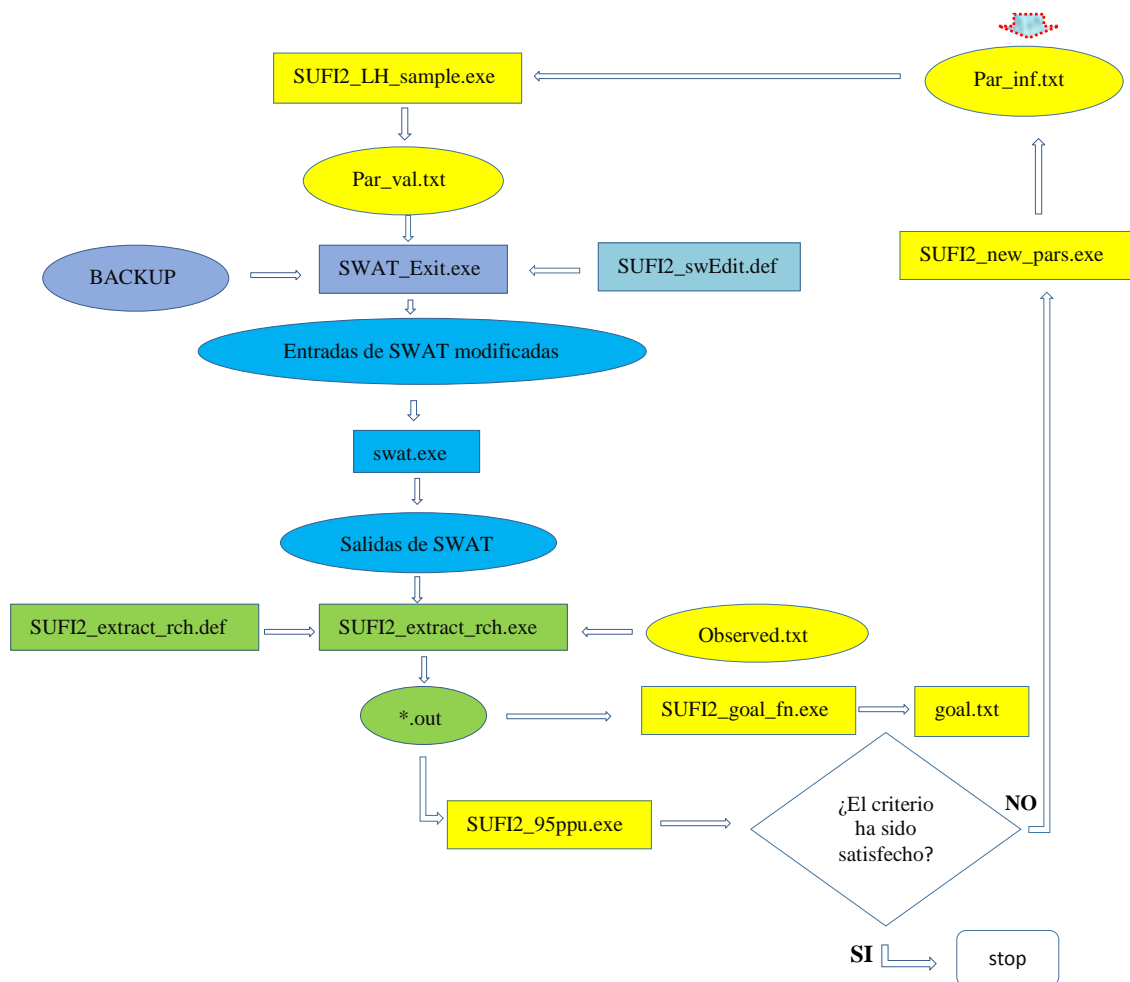 SUFI2_LH_sample.exe
Par_inf.txt
Par_val.txt
SUFI2_new_pars.exe
BACKUP
SWAT_Exit.exe
SUFI2_swEdit.def
Entradas de SWAT modificadas
swat.exe
Salidas de SWAT
SUFI2_extract_rch.def
SUFI2_extract_rch.exe
Observed.txt
*.out
SUFI2_goal_fn.exe
goal.txt
SUFI2_95ppu.exe
¿El criterio
ha sido
satisfecho?
NO
SI
stop